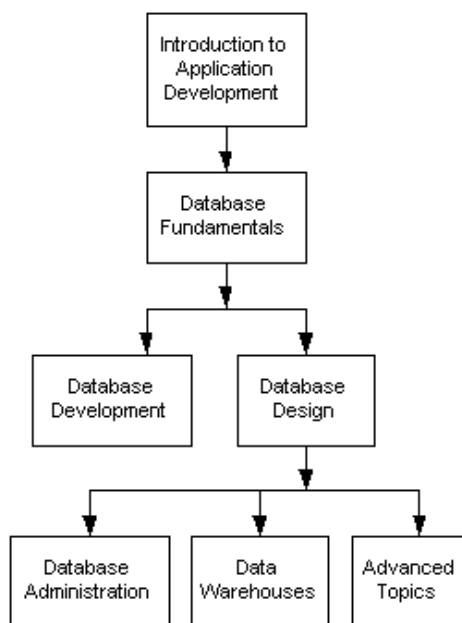 Introduction to
Application
Development
Database
Fundamentals
Database
Development
Database
Design
Database
Administration
Data
Warehouses
Advanced
Topics